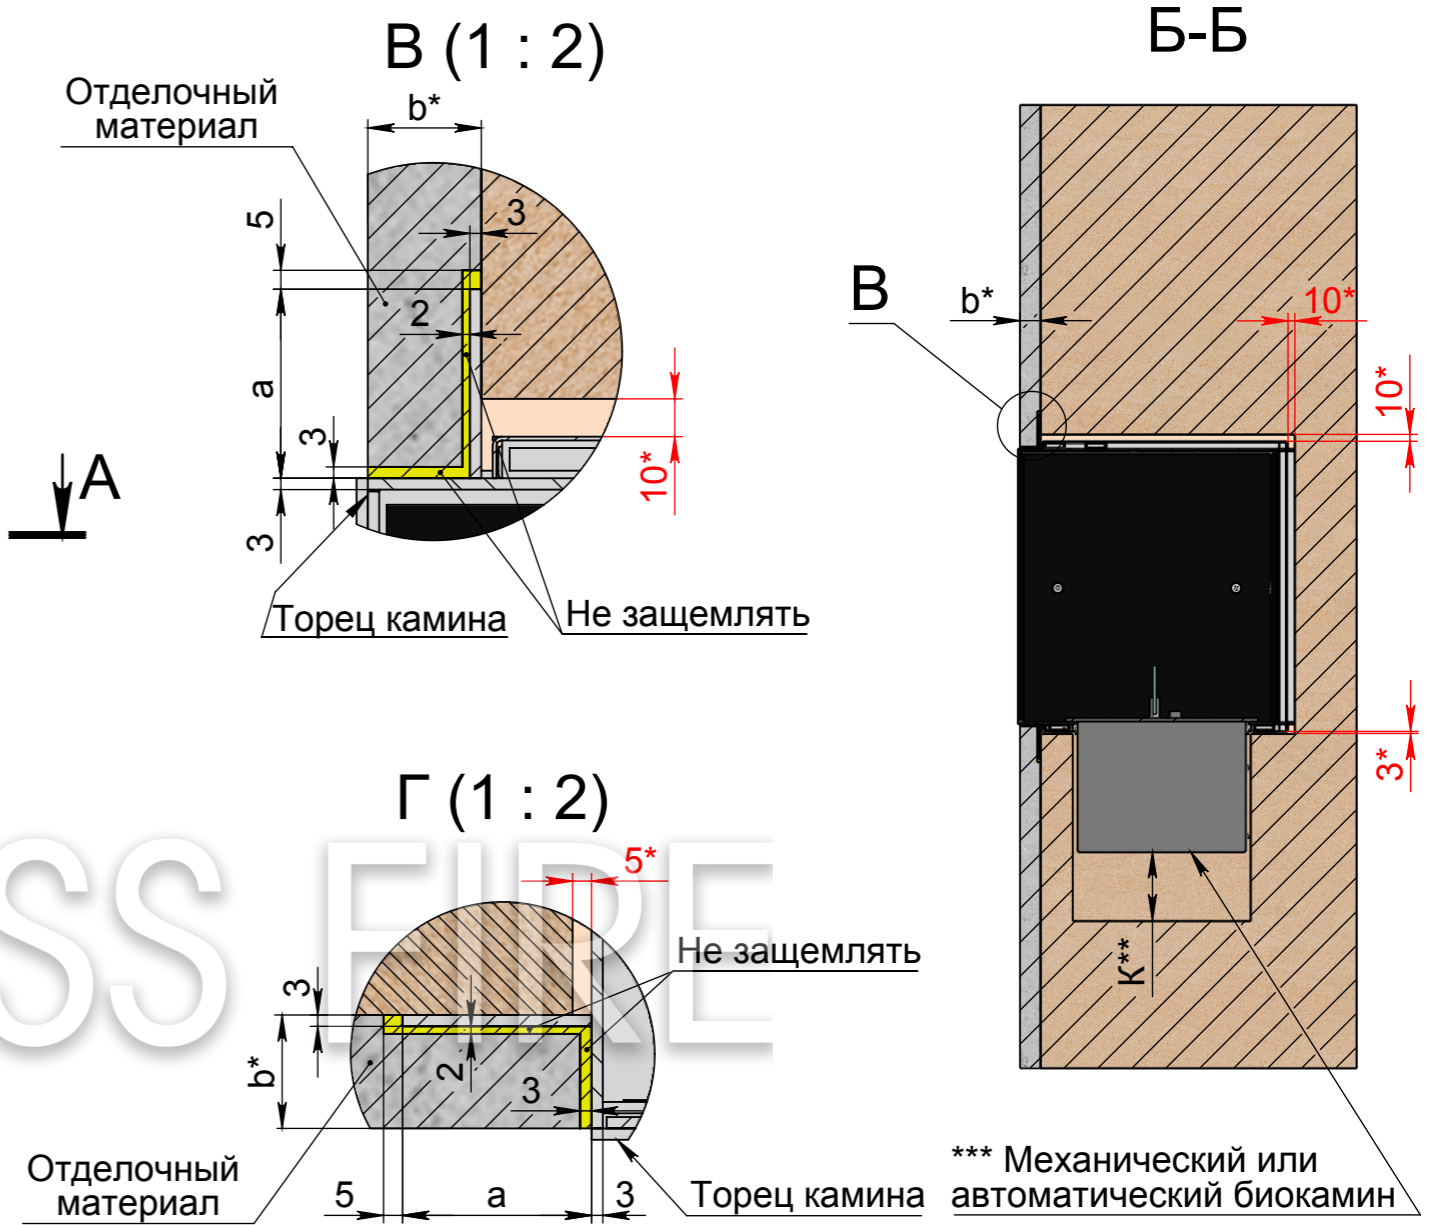 В (1 : 2)
Б-Б
Отделочный
материал
b*
5
3
2
a
3
3
10*
А
Торец камина
Не защемлять
В
b*
10*
10*
3*
К**
*** Механический или
автоматический биокамин
Г (1 : 2)
SS FIRE
5*
Не защемлять
3
b*
2
3
Отделочный
материал
5
a
3
Торец камина